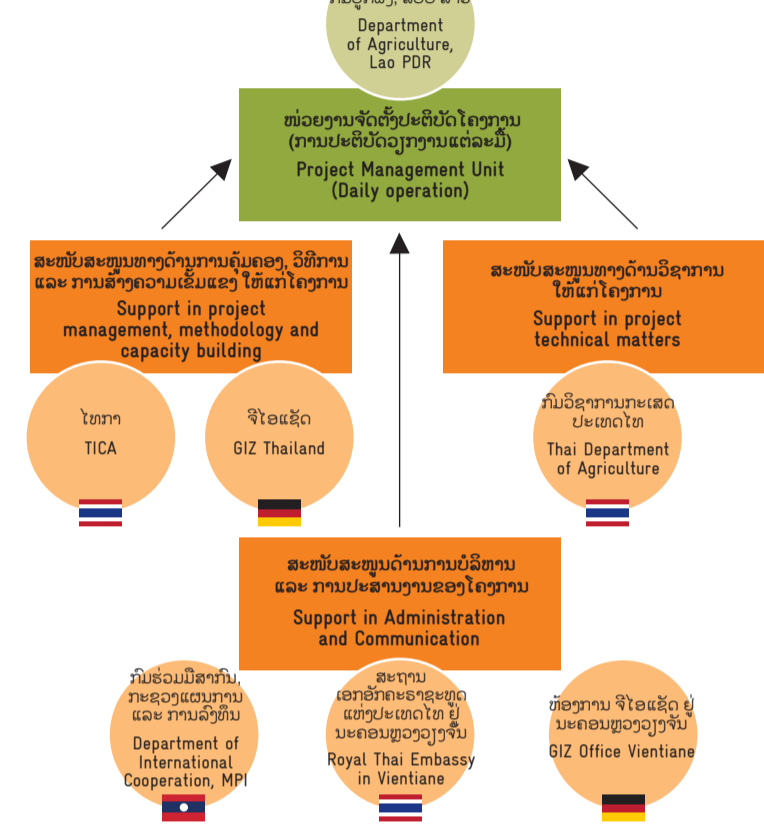 Department
of Agriculture,
Lao PDR
ໜ່ວຍງານຈັດຕັ້ງປະຕິບັດໂຄງການ
(ການປະຕິບັດວຽກງານແຕ່ລະມື້)
Project Management Unit
(Daily operation)
ສະໜັບສະໜູນທາງດ້ານການຄຸ້ມຄອງ, ວິທີການ
ແລະ ການສ້າງຄວາມເຂັ້ມແຂງ ໃຫ້ແກ່ໂຄງການ
Support in project
management, methodology and
capacity building
ໄທກາ
TICA
ຈີໄອແຊັດ
GIZ Thailand
ສະໜັບສະໜູນທາງດ້ານວິຊາການ
ໃຫ້ແກ່ໂຄງການ
Support in project
technical matters
ກົມວິຊາການກະເສດ
ປະເທດໄທ
Thai Department
of Agriculture
ສະໜັບສະໜູນດ້ານການບໍລິຫານ
ແລະ ການປະສານງານຂອງໂຄງການ
Support in Administration
and Communication
ກົມຮ່ວມມືສາກົນ,
ກະຊວງແຜນການ
ແລະ ການລົງທຶນ
Department of
International
Cooperation, MPI
ສະຖານ
ເອກອັກຄະຣາຊະທູດ
ແຫ່ງປະເທດໄທ ຢູ່
ນະຄອນຫຼວງວຽງຈັນ
Royal Thai Embassy
in Vientiane
ຫ້ອງການ ຈີໄອແຊັດ ຢູ່
ນະຄອນຫຼວງວຽງຈັນ
GIZ Office Vientiane